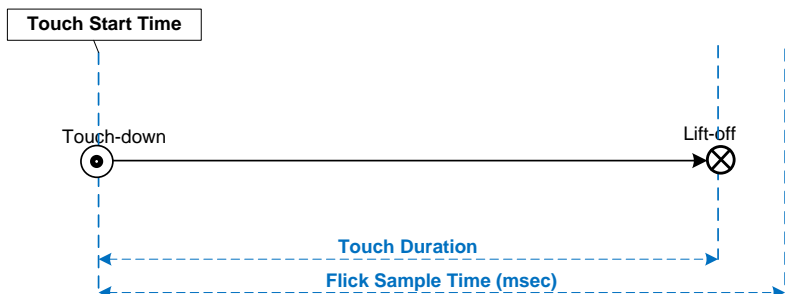 Touch Start Time
Touch-down
Lift-off
Touch Duration
Flick Sample Time (msec)